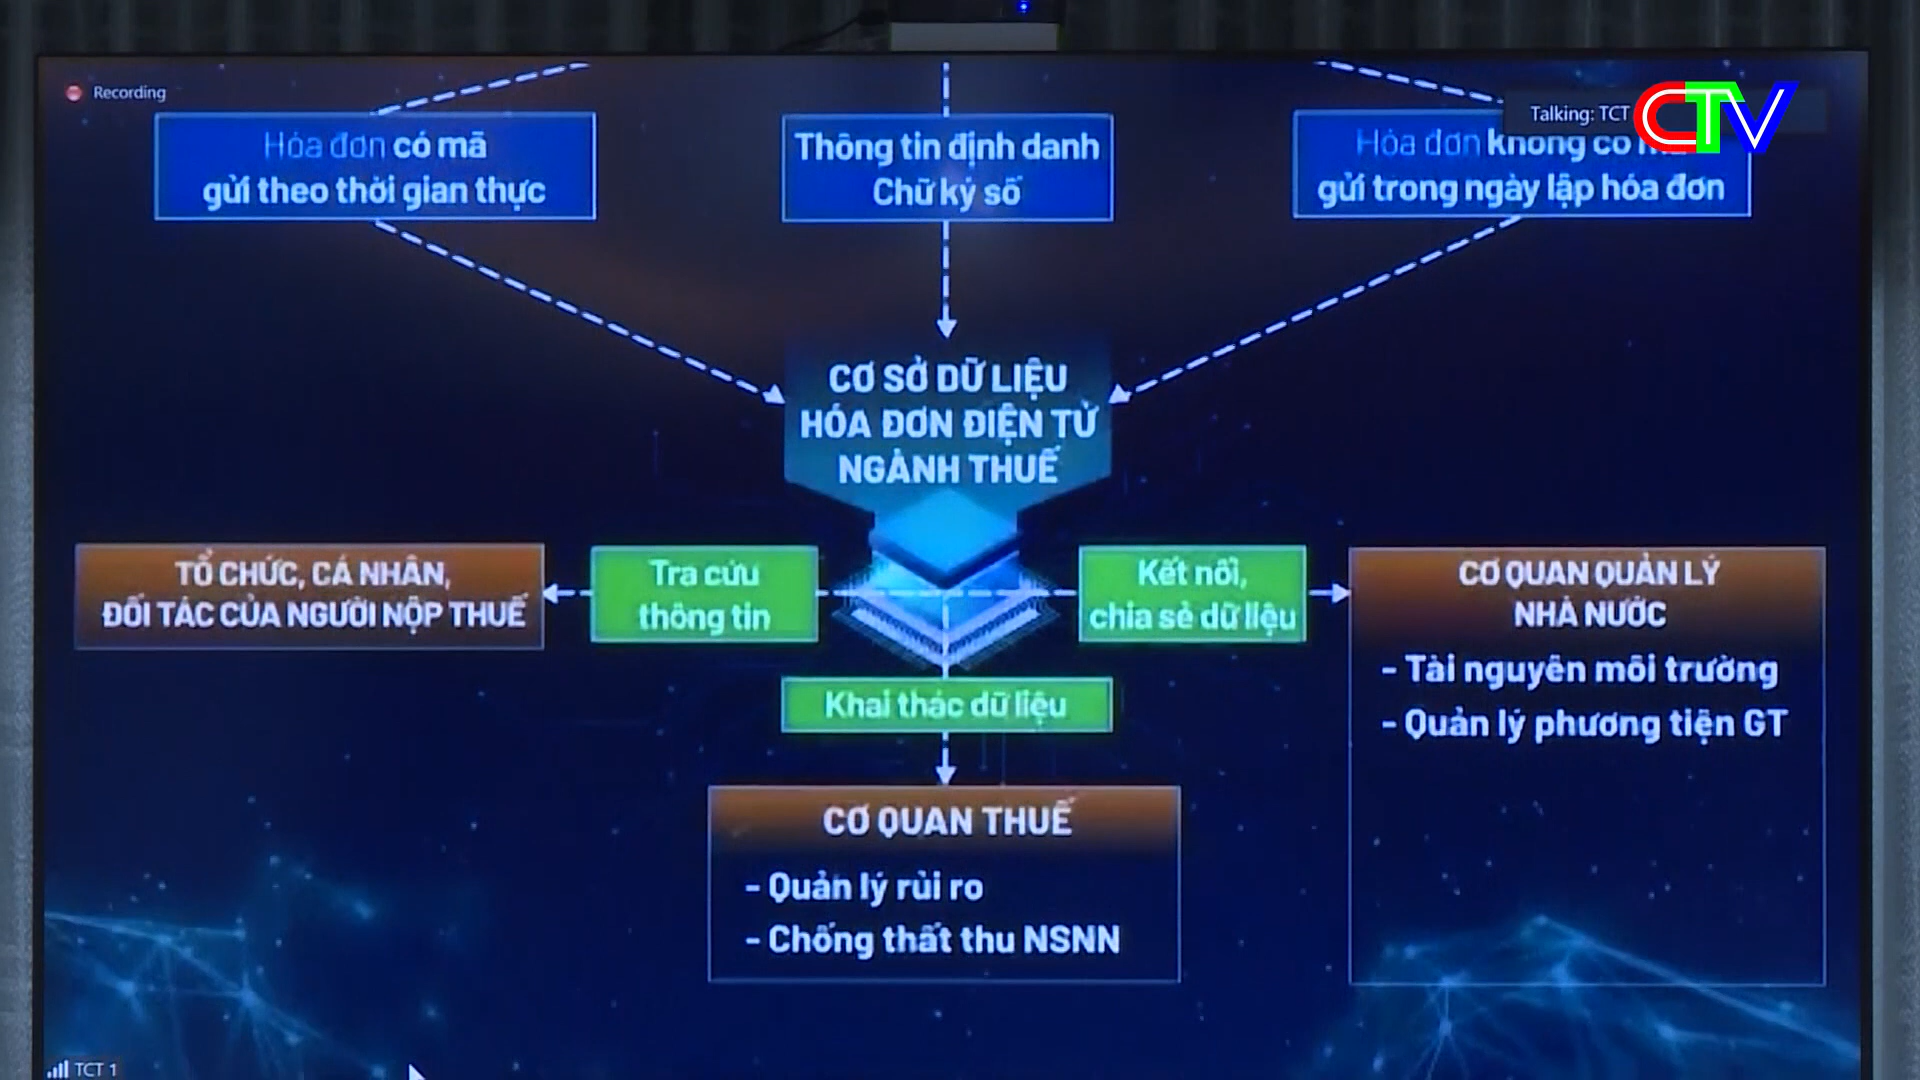 Recording
Talking: TCT
CTV
Hóa đơn có mã
gửi theo thời gian thực
Thông tin định danh
Chữ ký số
Hóa đơn không có
gửi trong ngày lập hóa đơn
CƠ SỞ DỮ LIỆU
HÓA ĐƠN ĐIỆN TỬ
NGÀNH THUẾ
TỔ CHỨC, CÁ NHÂN,
ĐỐI TÁC CỦA NGƯỜI NỘP THUẾ
Tra cứu
thông tin
Kết nối,
chia sẻ dữ liệu
CƠ QUAN QUẢN LÝ
NHÀ NƯỚC
- Tài nguyên môi trường
- Quản lý phương tiện GT
Khai thác dữ liệu
CƠ QUAN THUẾ
- Quản lý rủi ro
- Chống thất thu NSNN
TCT 1